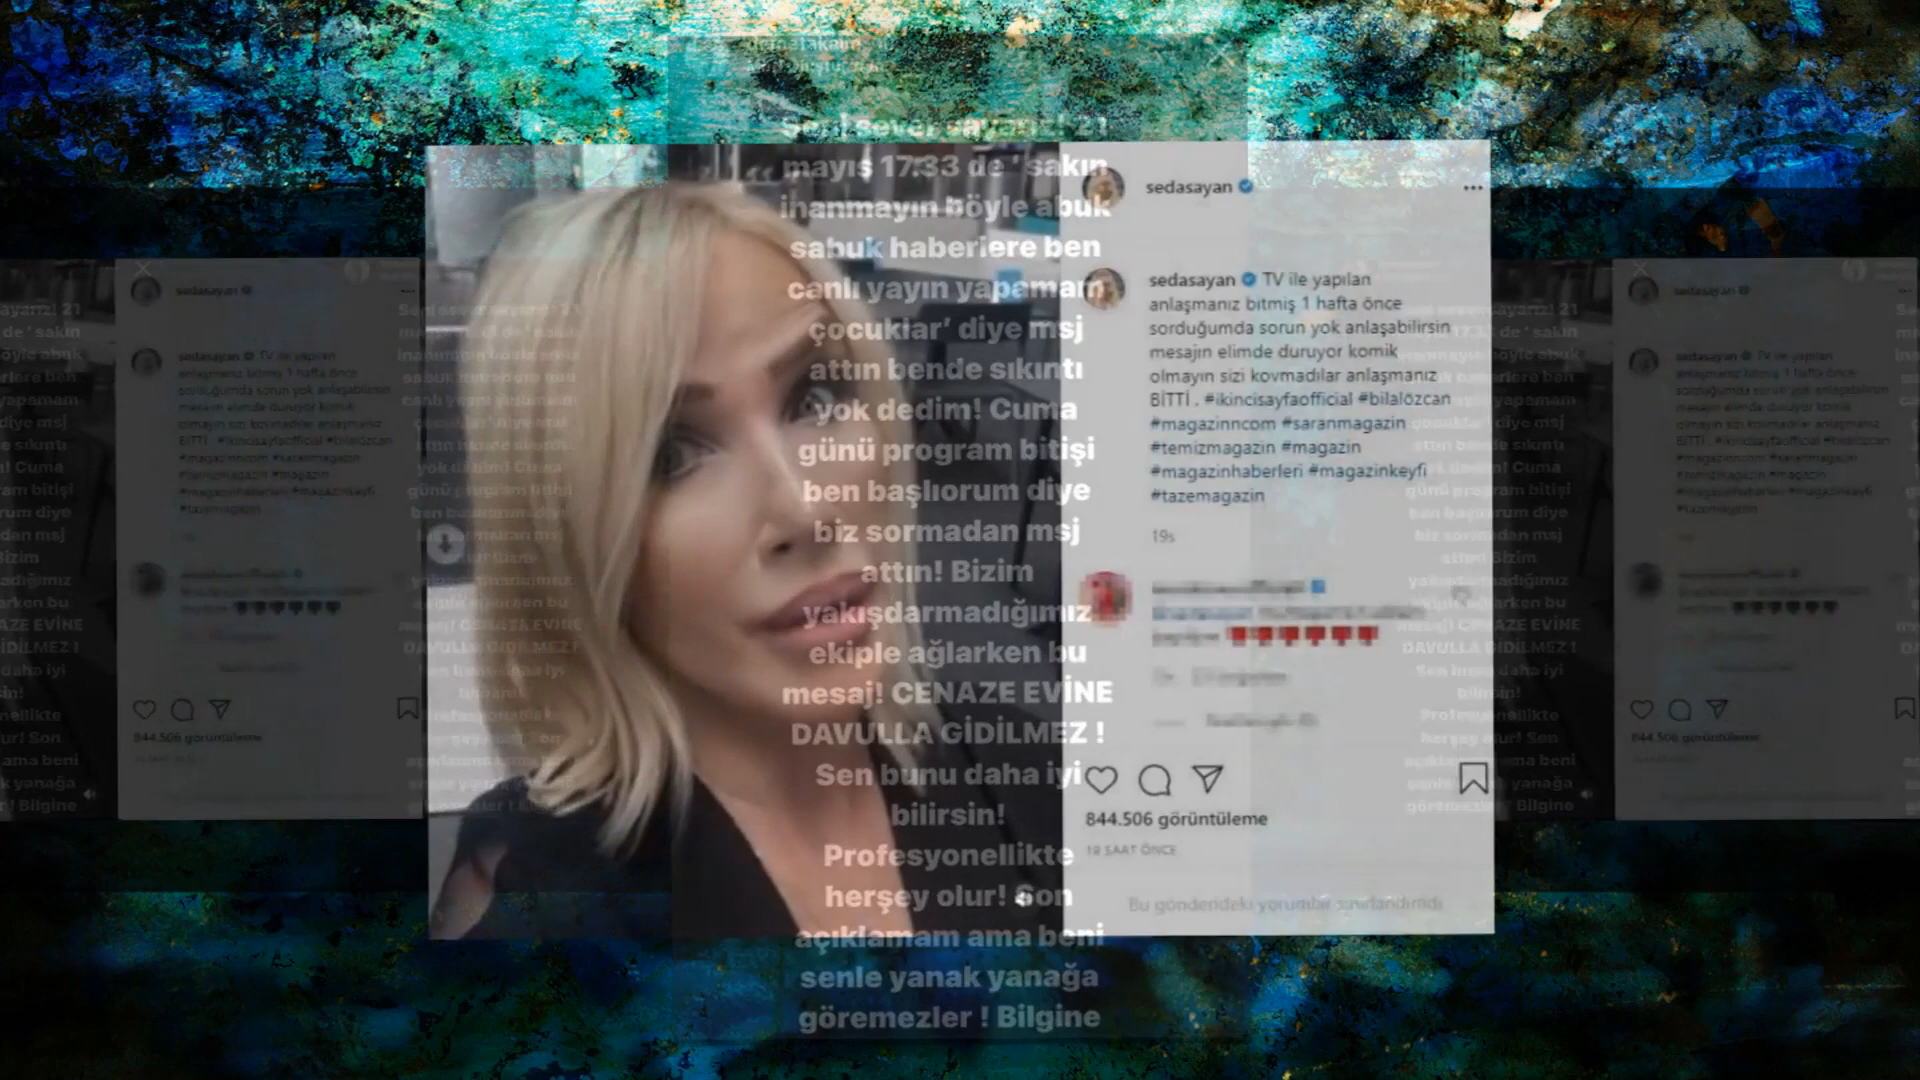 Seni sever sayarız! 21
mayıs 17:33 de ' sakın
inanmayın böyle abuk
sabuk haberlere ben
canlı yayın yapamam
çocuklar' diye msj
attın bende sıkıntı
yok dedim! Cuma
günü program bitişi
ben başlıorum diye
biz sormadan msj
attın! Bizim
yakışdarmadığımız
ekiple ağlarken bu
mesaj! CENAZE EVİNE
DAVULLA GİDİLMEZ !
Sen bunu daha iyi
bilirsin!
Profesyonellikte
herşey olur! Son
açıklamam ama beni
senle yanak yanağa
göremezler ! Bilgine
sedasayan
sedasayan TV ile yapılan
anlaşmanız bitmiş 1 hafta önce
sorduğumda sorun yok anlaşabilirsin
mesajın elimde duruyor komik
olmayın sizi kovmadılar anlaşmanız
BİTTİ . #ikincisayfaofficial #bilalözcan
#magazinncom #saranmagazin
#temizmagazin #magazin
#magazinhaberleri #magazinkeyfi
#tazemagazin
19s
844.506 görüntüleme
19 SAAT ÖNCE
Bu gönderideki yorumlar sınırlandırıldı